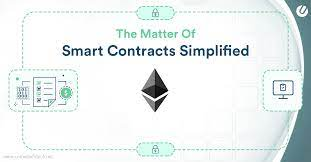 The Matter Of
Smart Contracts Simplified